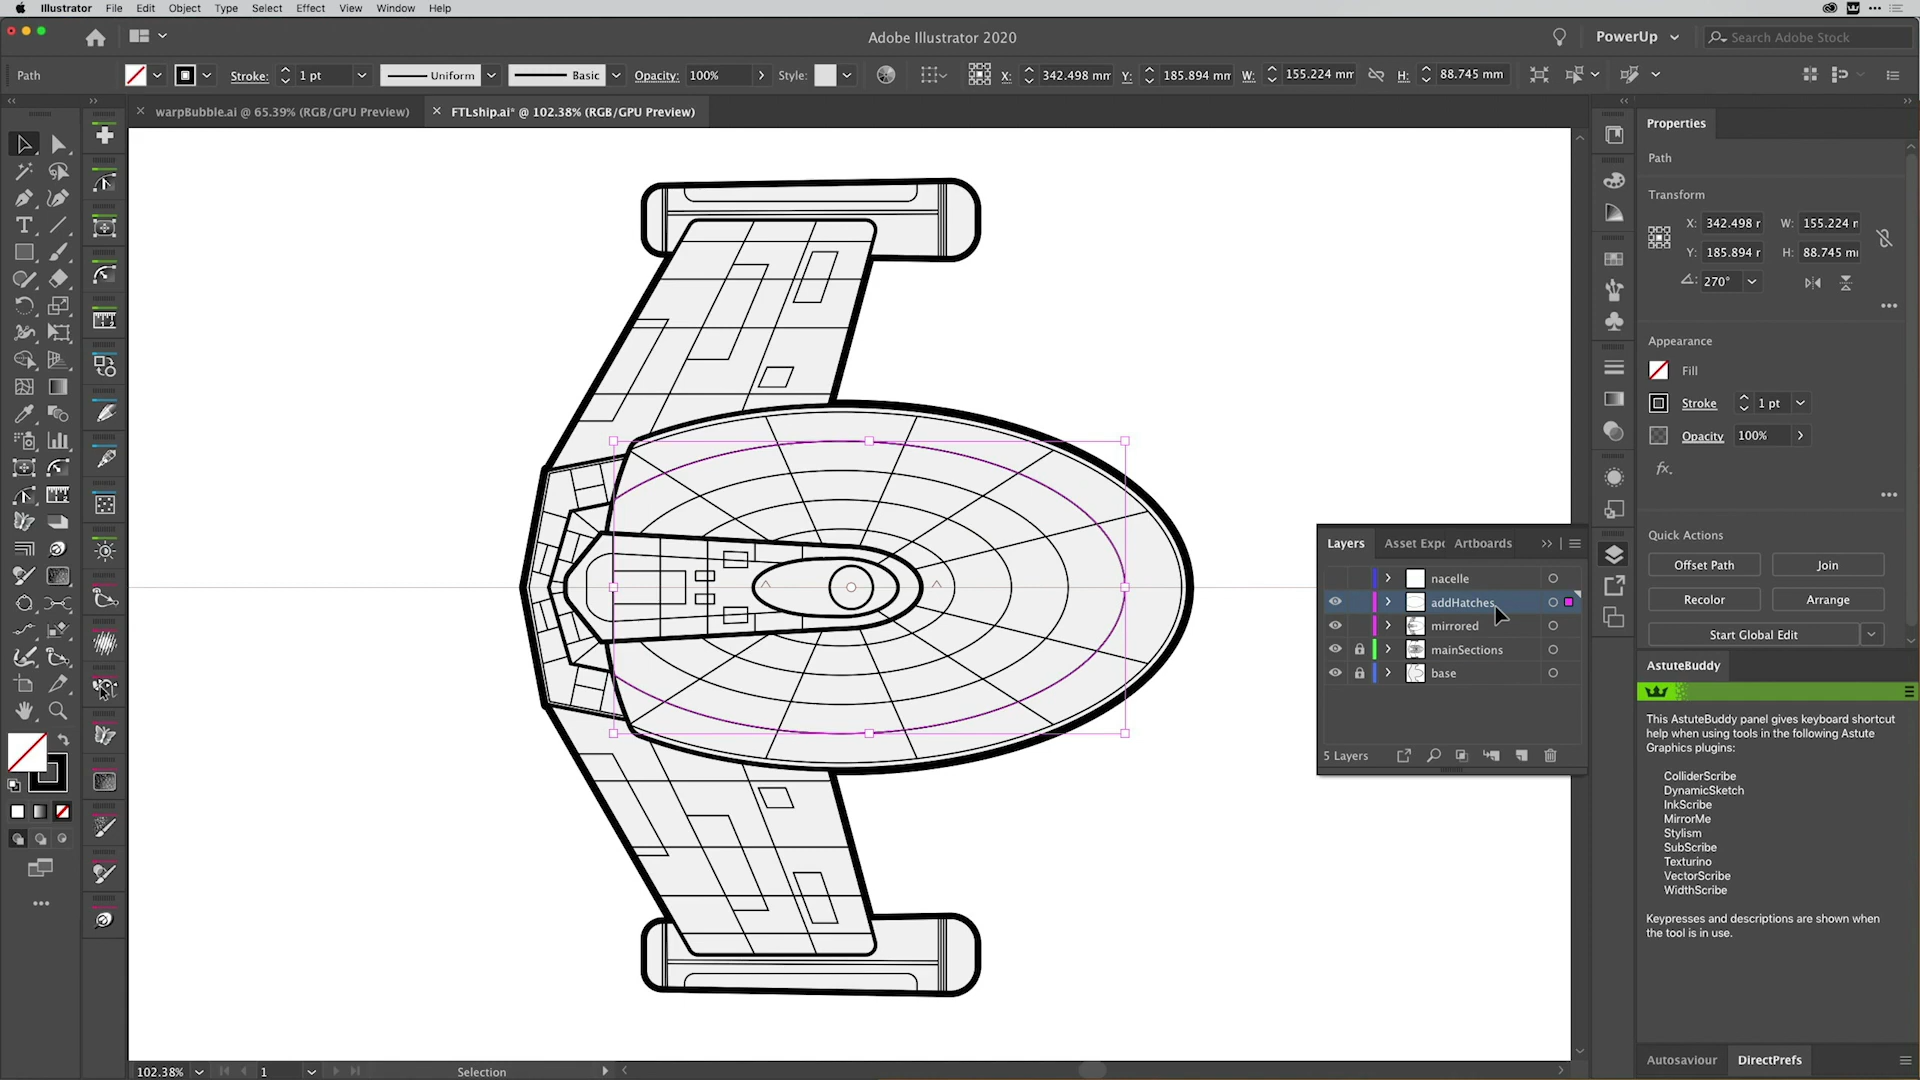 Illustrator File Edit Object Type Select Effect View Window Help
Adobe Illustrator 2020
PowerUp
Search Adobe Stock
Path
Stroke: 1 pt
Uniform
Basic
Opacity: 100%
Style:
X: 342.498 mm
Y: 185.894 mm
W: 155.224 mm
H: 88.745 mm
warpBubble.ai @ 65.39% (RGB/GPU Preview)
FTLship.ai* @ 102.38% (RGB/GPU Preview)
Properties
Path
Transform
X: 342.498 r
W: 155.224 r
Y: 185.894 r
H: 88.745 m
270°
Appearance
Fill
Stroke 1 pt
Opacity 100%
fx.
Quick Actions
Offset Path
Join
Recolor
Arrange
Start Global Edit
Layers
Asset Expo
Artboards
nacelle
addHatches
mirrored
mainSections
base
5 Layers
AstuteBuddy
This AstuteBuddy panel gives keyboard shortcut
help when using tools in the following Astute
Graphics plugins:
ColliderScribe
DynamicSketch
InkScribe
MirrorMe
Stylism
SubScribe
Texturino
VectorScribe
WidthScribe
Keypresses and descriptions are shown when
the tool is in use.
Autosaviour
DirectPrefs
102.38%
1
Selection